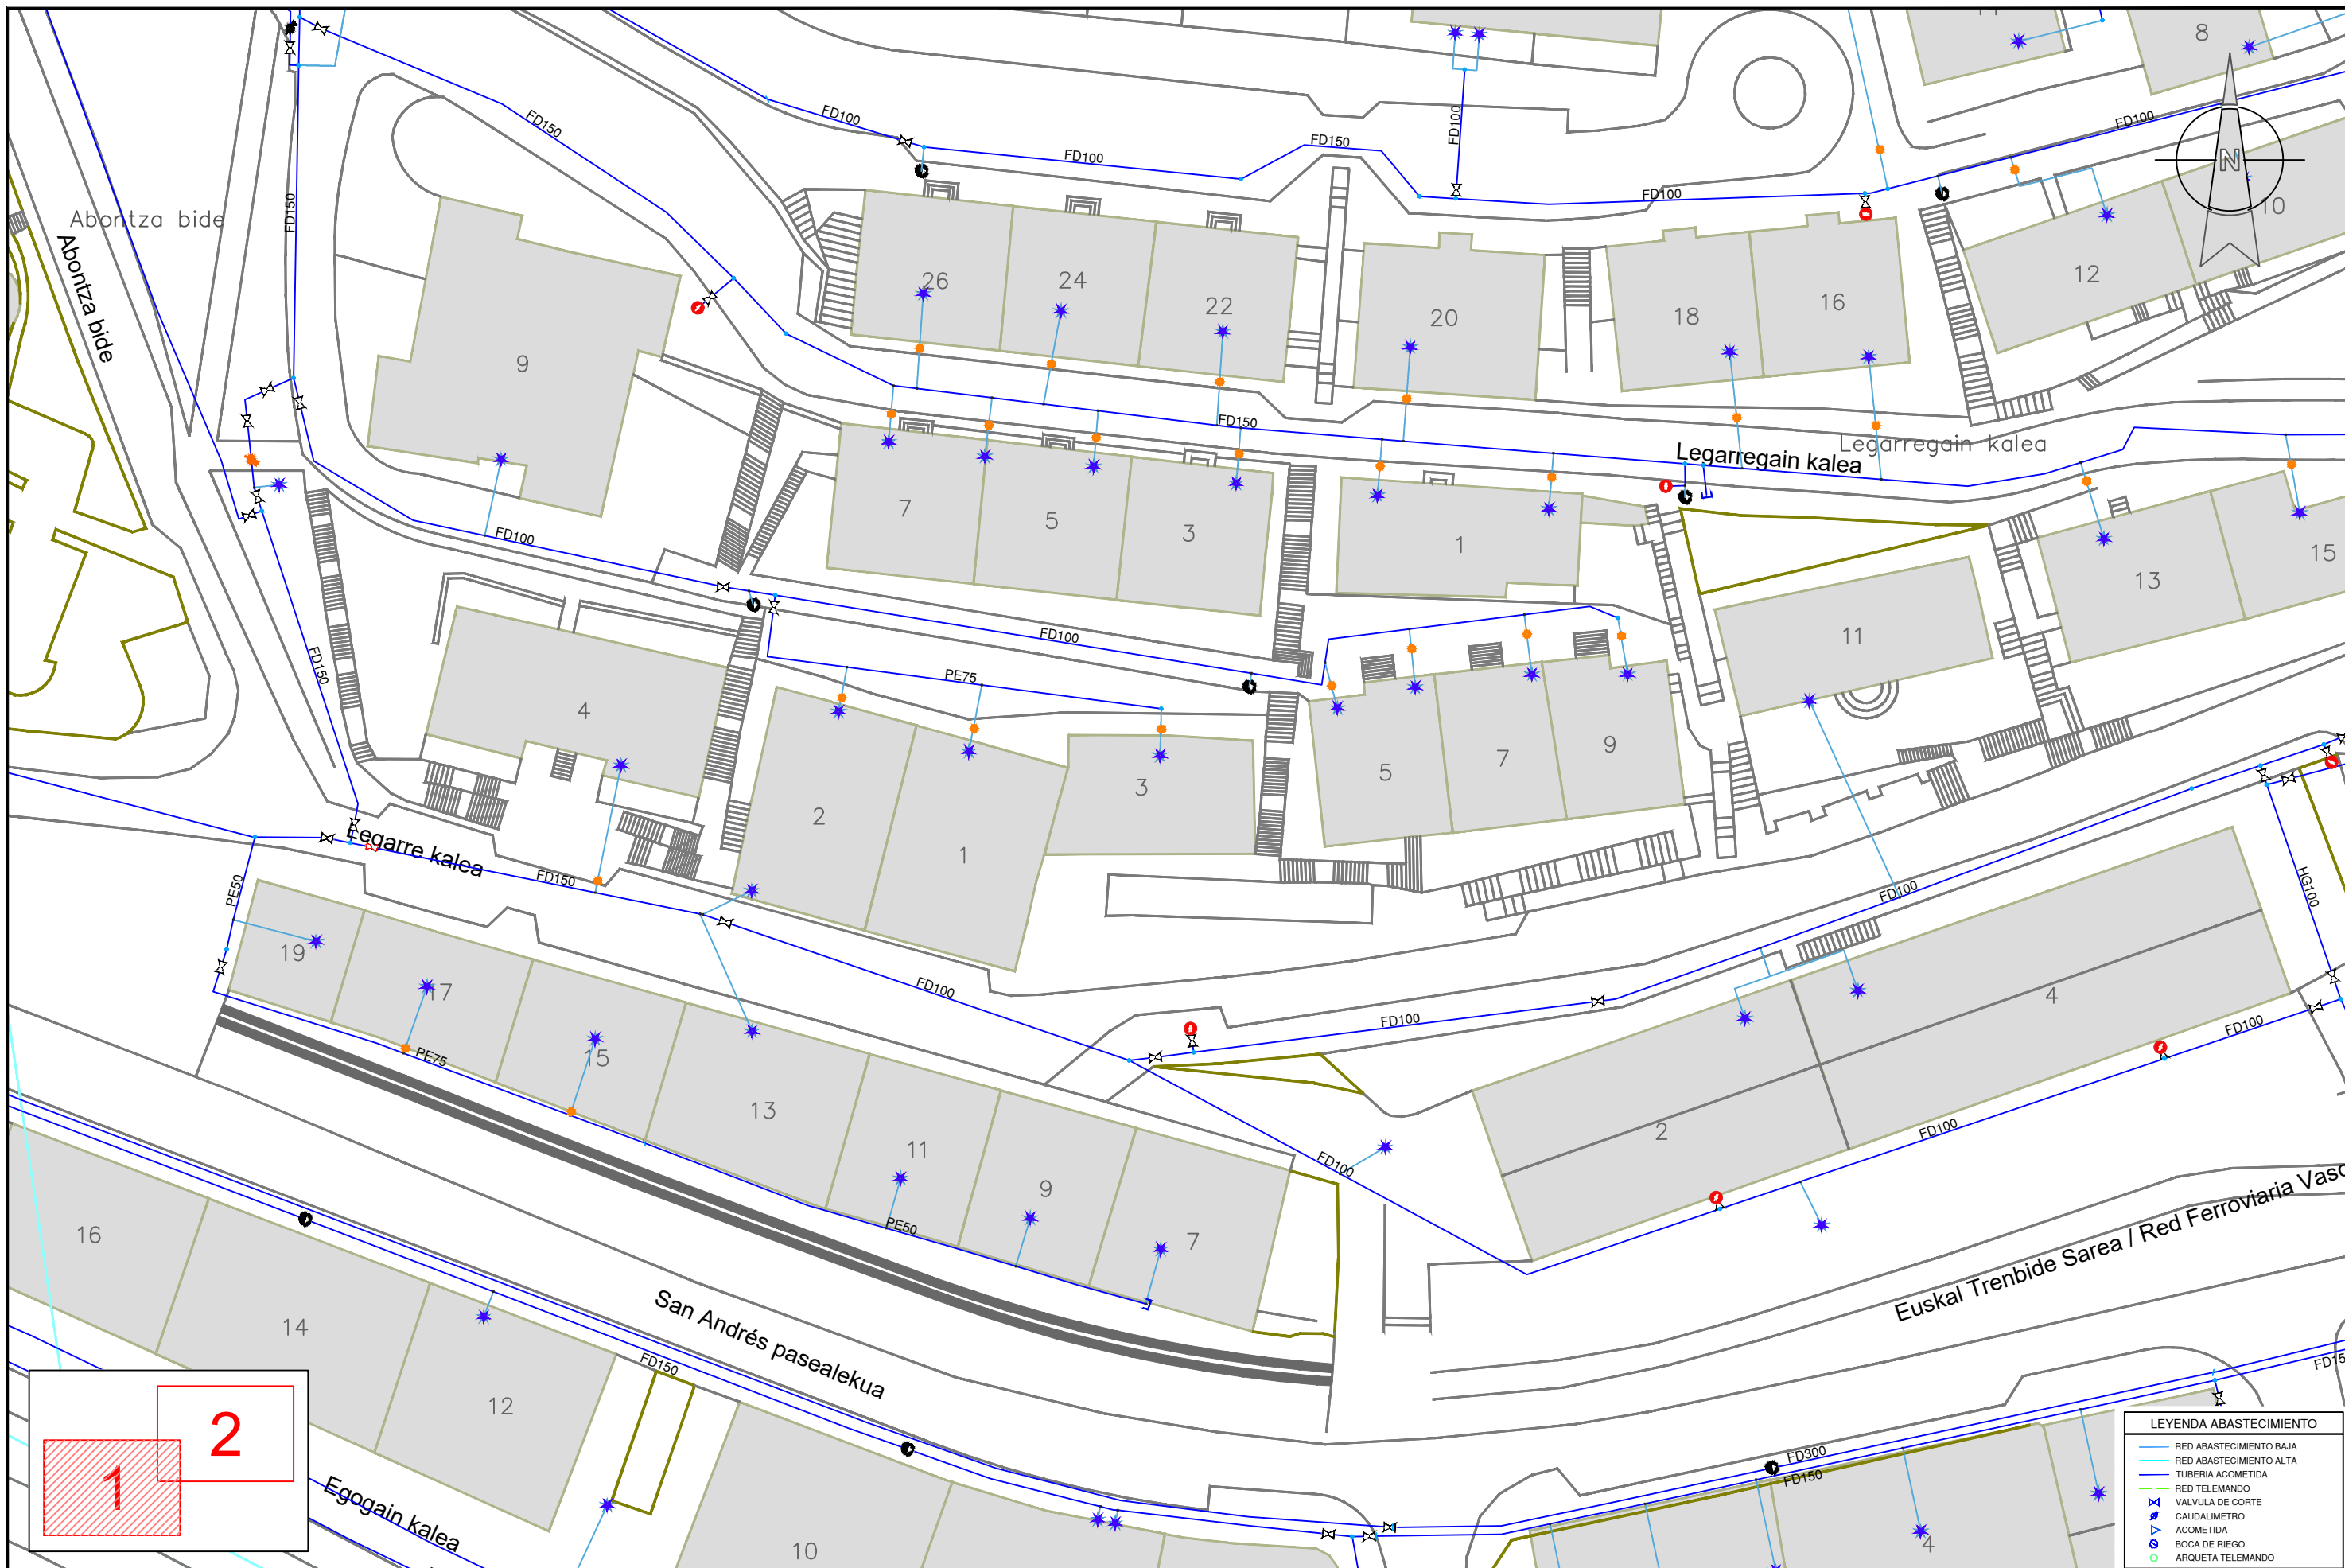 14
8
FD100
FD150
FD100
FD100
FD150
FD100
FD100
N
10
FD150
Abontza bide
Abontza bide
26
24
22
20
18
16
12
9
FD150
Legarregain kalea
Legarregain kalea
7
5
3
1
FD100
FD100
11
13
15
FD150
PE75
4
2
1
3
5
7
9
Legarre kalea
FD150
PE50
FD100
HG100
19
17
FD100
4
FD100
FD100
PE75
15
13
2
FD100
11
9
7
FD100
PE50
16
14
12
San Andrés pasealekua
Euskal Trenbide Sarea / Red Ferroviaria Vasc
FD150
FD15
1
2
Egogain kalea
10
FD300
FD150
4
LEYENDA ABASTECIMIENTO
RED ABASTECIMIENTO BAJA
RED ABASTECIMIENTO ALTA
TUBERIA ACOMETIDA
RED TELEMANDO
VALVULA DE CORTE
CAUDALIMETRO
ACOMETIDA
BOCA DE RIEGO
ARQUETA TELEMANDO